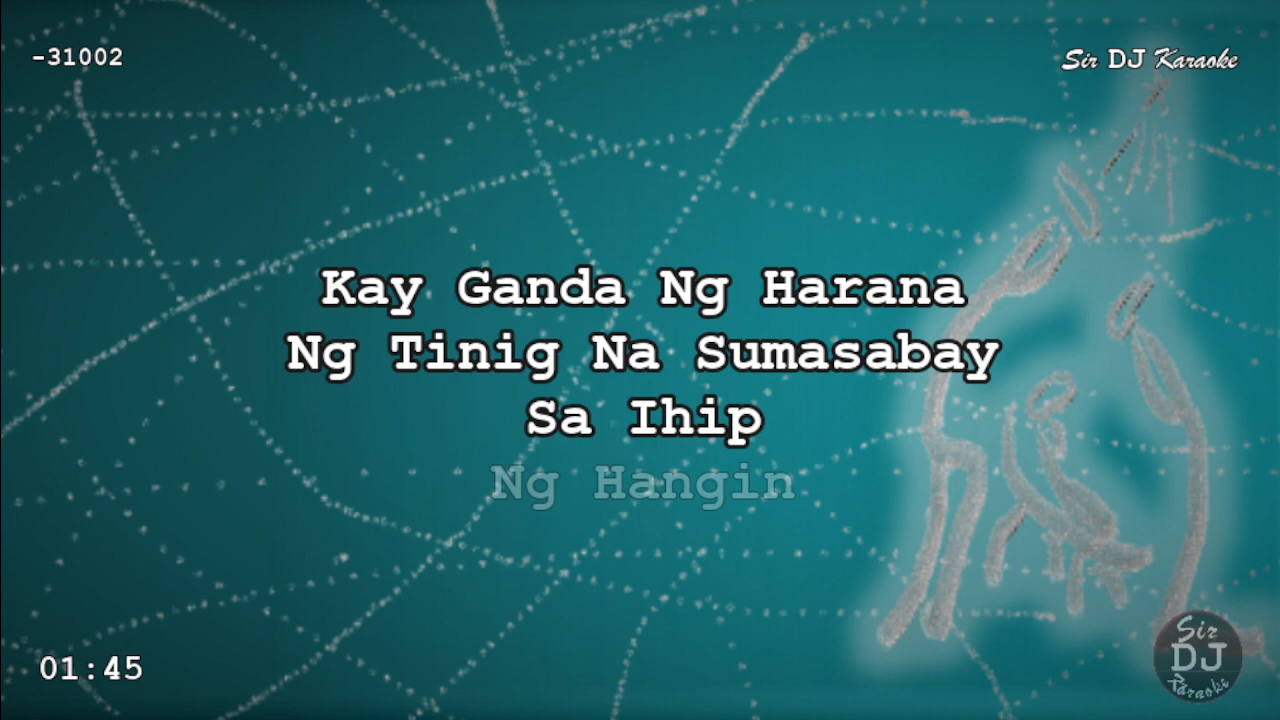 -31002
Sir DJ Karaoke
Kay Ganda Ng Harana
Ng Tinig Na Sumasabay
Sa Ihip
Ng Hangin
01:45
Sir
DJ
Karaoke